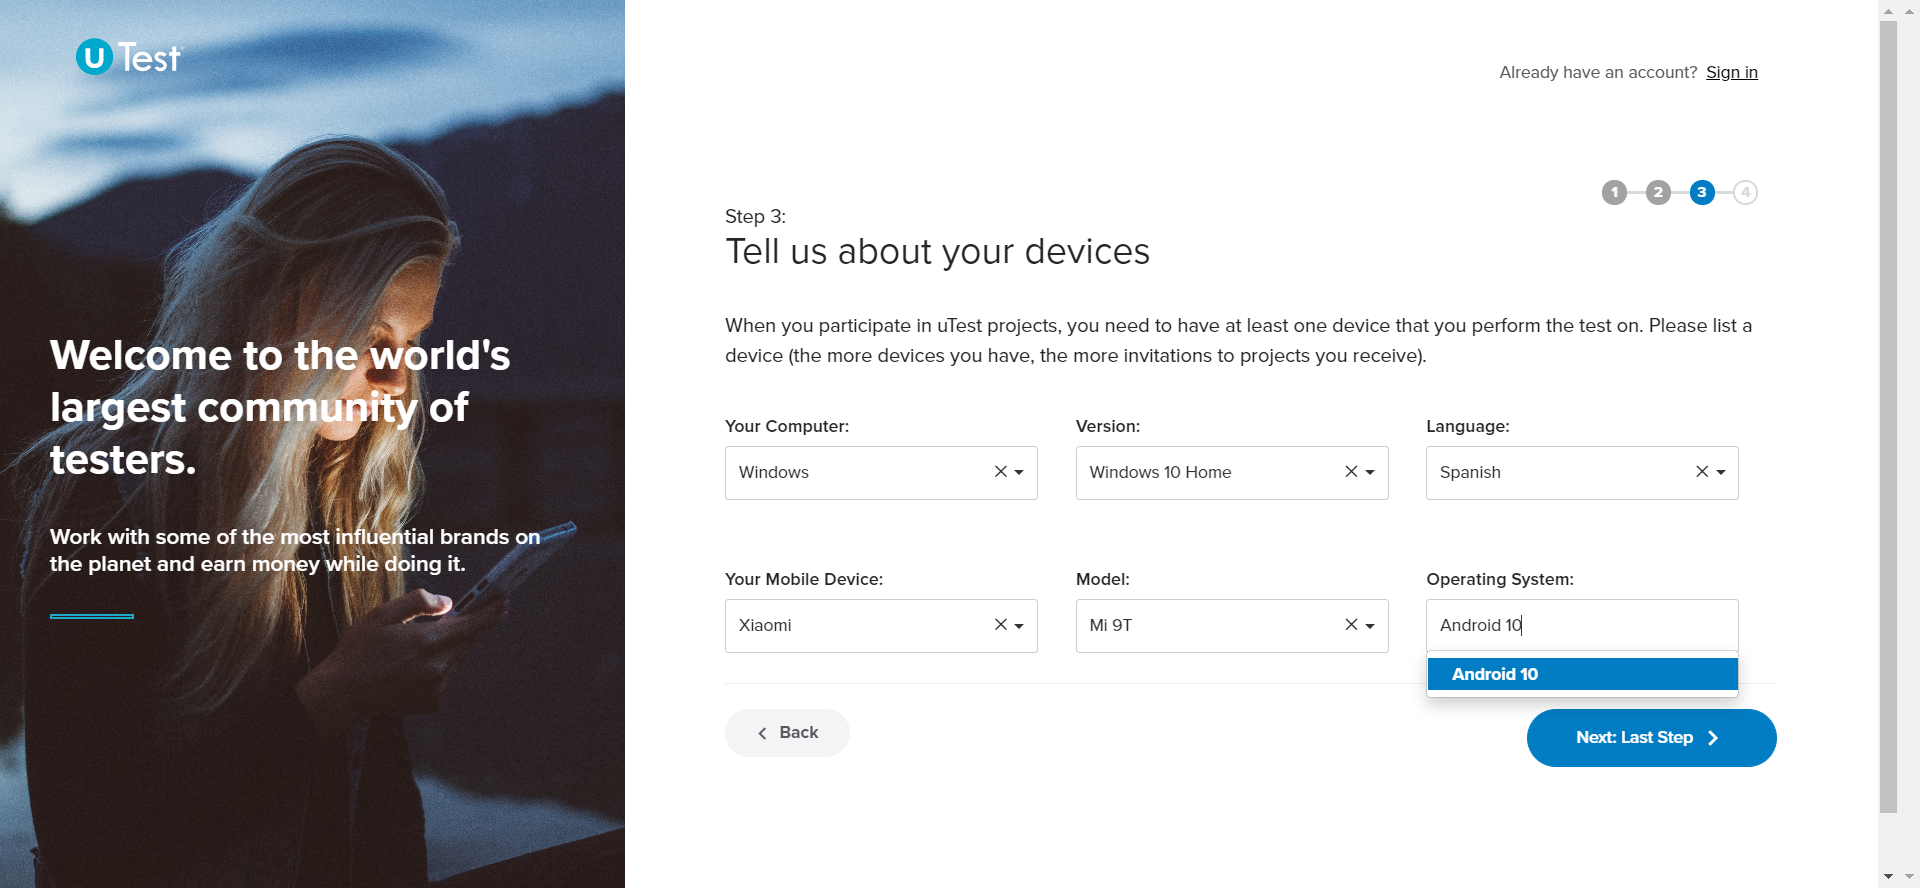 U Test
Already have an account? Sign in
1 2 3 4
Step 3:
Tell us about your devices
When you participate in uTest projects, you need to have at least one device that you perform the test on. Please list a
device (the more devices you have, the more invitations to projects you receive).
Welcome to the world's
largest community of
testers.
Work with some of the most influential brands on
the planet and earn money while doing it.
Your Computer: Version: Language:
Windows Windows 10 Home Spanish
Your Mobile Device: Model: Operating System:
Xiaomi Mi 9T Android 10
Android 10
Back
Next: Last Step